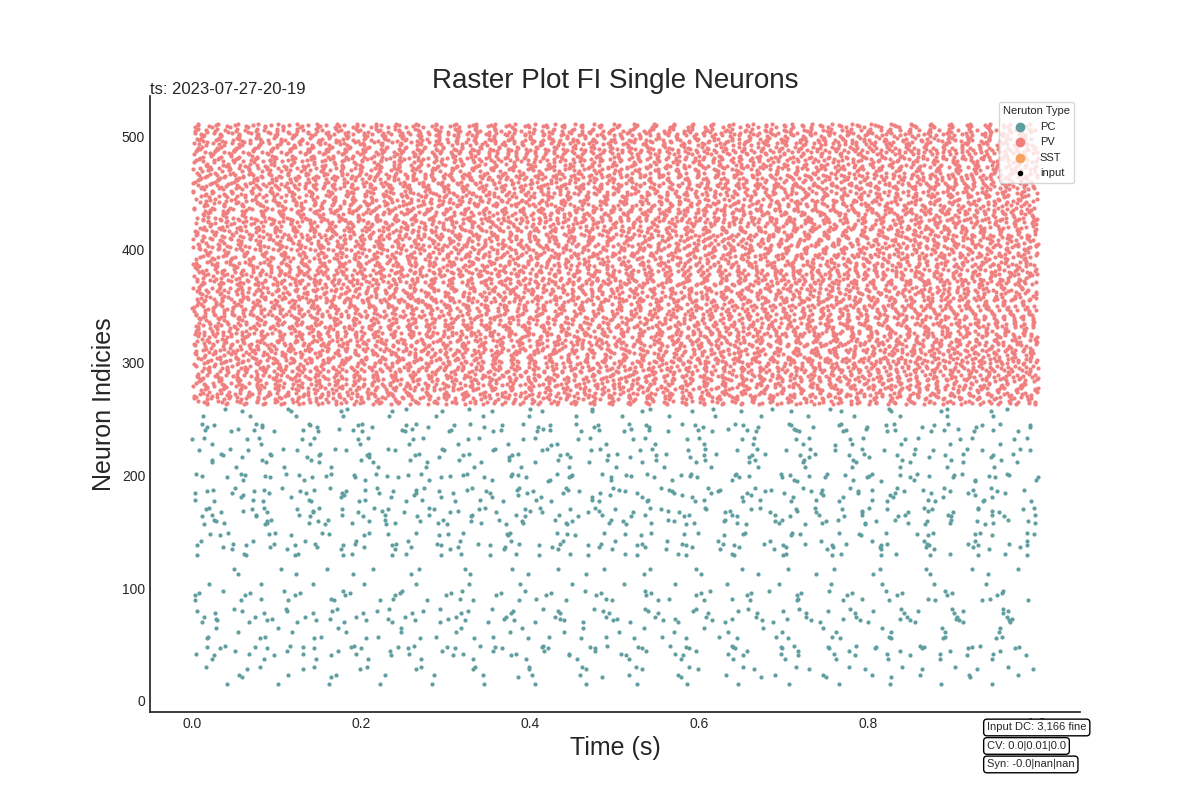 Raster Plot FI Single Neurons
ts: 2023-07-27-20-19
Neruton Type
PC
PV
SST
input
500
400
300
200
100
0
Neuron Indicies
0.0 0.2 0.4 0.6 0.8
Time (s)
Input DC: 3,166 fine
CV: 0.0|0.01|0.0
Syn: -0.0|nan|nan